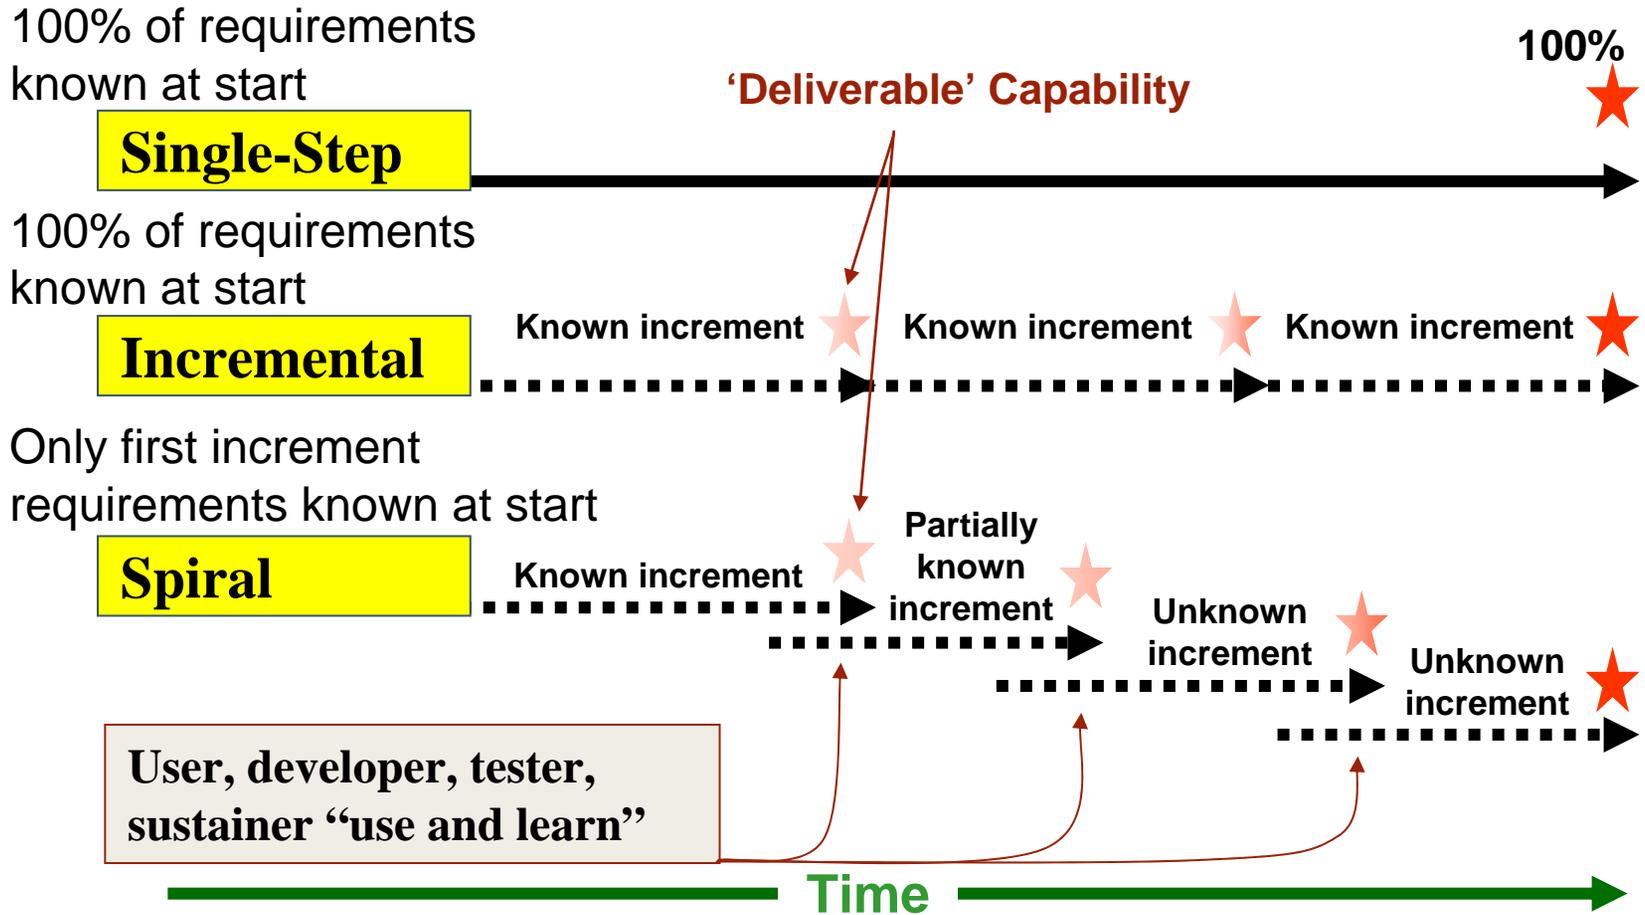 100% of requirements
known at start
100%
‘Deliverable’ Capability
Single-Step
100% of requirements
known at start
Known increment
Known increment
Known increment
Incremental
Only first increment
requirements known at start
Spiral
Known increment
Partially
known
increment
Unknown
increment
Unknown
increment
User, developer, tester,
sustainer “use and learn”
Time